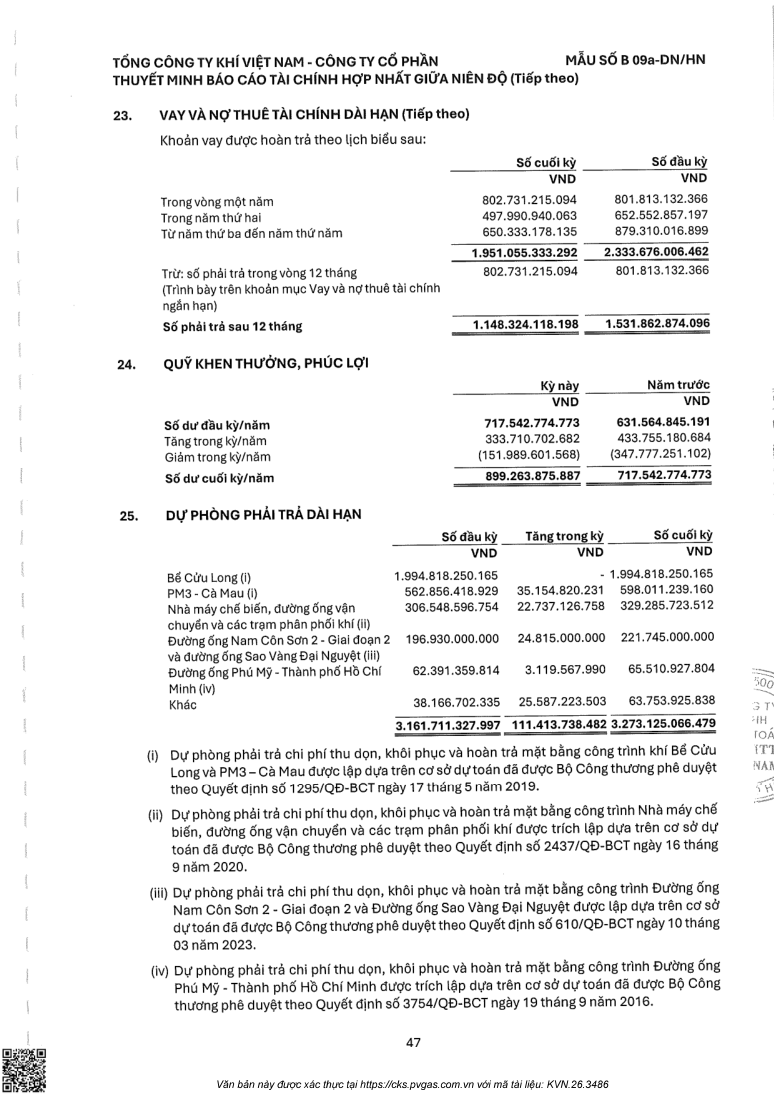 TỔNG CÔNG TY KHÍ VIỆT NAM - CÔNG TY CỔ PHẦN MẪU SỐ B 09a-DN/HN
THUYẾT MINH BÁO CÁO TÀI CHÍNH HỢP NHẤT GIỮA NIÊN ĐỘ (Tiếp theo)
23. VAY VÀ NỢ THUÊ TÀI CHÍNH DÀI HẠN (Tiếp theo)
Khoản vay được hoàn trả theo lịch biểu sau:
Số cuối kỳ Số đầu kỳ
VND VND
Trong vòng một năm 802.731.215.094 801.813.132.366
Trong năm thứ hai 497.990.940.063 652.552.857.197
Từ năm thứ ba đến năm thứ năm 650.333.178.135 879.310.016.899
1.951.055.333.292 2.333.676.006.462
Trừ: số phải trả trong vòng 12 tháng 802.731.215.094 801.813.132.366
(Trình bày trên khoản mục Vay và nợ thuê tài chính
ngắn hạn)
Số phải trả sau 12 tháng 1.148.324.118.198 1.531.862.874.096
24. QUỸ KHEN THƯỞNG, PHÚC LỢI
Kỳ này Năm trước
VND VND
Số dư đầu kỳ/năm 717.542.774.773 631.564.845.191
Tăng trong kỳ/năm 333.710.702.682 433.755.180.684
Giảm trong kỳ/năm (151.989.601.568) (347.777.251.102)
Số dư cuối kỳ/năm 899.263.875.887 717.542.774.773
25. DỰ PHÒNG PHẢI TRẢ DÀI HẠN
Số đầu kỳ Tăng trong kỳ Số cuối kỳ
VND VND VND
Bể Cửu Long (i) 1.994.818.250.165 - 1.994.818.250.165
PM3 - Cà Mau (i) 562.856.418.929 35.154.820.231 598.011.239.160
Nhà máy chế biến, đường ống vận 306.548.596.754 22.737.126.758 329.285.723.512
chuyển và các trạm phân phối khí (ii)
Đường ống Nam Côn Sơn 2 - Giai đoạn 2 196.930.000.000 24.815.000.000 221.745.000.000
và đường ống Sao Vàng Đại Nguyệt (iii)
Đường ống Phú Mỹ - Thành phố Hồ Chí 62.391.359.814 3.119.567.990 65.510.927.804
Minh (iv)
Khác 38.166.702.335 25.587.223.503 63.753.925.838
3.161.711.327.997 111.413.738.482 3.273.125.066.479
(i) Dự phòng phải trả chi phí thu dọn, khôi phục và hoàn trả mặt bằng công trình khí Bể Cửu
Long và PM3 – Cà Mau được lập dựa trên cơ sở dự toán đã được Bộ Công thương phê duyệt
theo Quyết định số 1295/QĐ-BCT ngày 17 tháng 5 năm 2019.
(ii) Dự phòng phải trả chi phí thu dọn, khôi phục và hoàn trả mặt bằng công trình Nhà máy chế
biến, đường ống vận chuyển và các trạm phân phối khí được trích lập dựa trên cơ sở dự
toán đã được Bộ Công thương phê duyệt theo Quyết định số 2437/QĐ-BCT ngày 16 tháng
9 năm 2020.
(iii) Dự phòng phải trả chi phí thu dọn, khôi phục và hoàn trả mặt bằng công trình Đường ống
Nam Côn Sơn 2 - Giai đoạn 2 và Đường ống Sao Vàng Đại Nguyệt được lập dựa trên cơ sở
dự toán đã được Bộ Công thương phê duyệt theo Quyết định số 610/QĐ-BCT ngày 10 tháng
03 năm 2023.
(iv) Dự phòng phải trả chi phí thu dọn, khôi phục và hoàn trả mặt bằng công trình Đường ống
Phú Mỹ - Thành phố Hồ Chí Minh được trích lập dựa trên cơ sở dự toán đã được Bộ Công
thương phê duyệt theo Quyết định số 3754/QĐ-BCT ngày 19 tháng 9 năm 2016.
47
Văn bản này được xác thực tại https://cks.pvgas.com.vn với mã tài liệu: KVN.26.3486